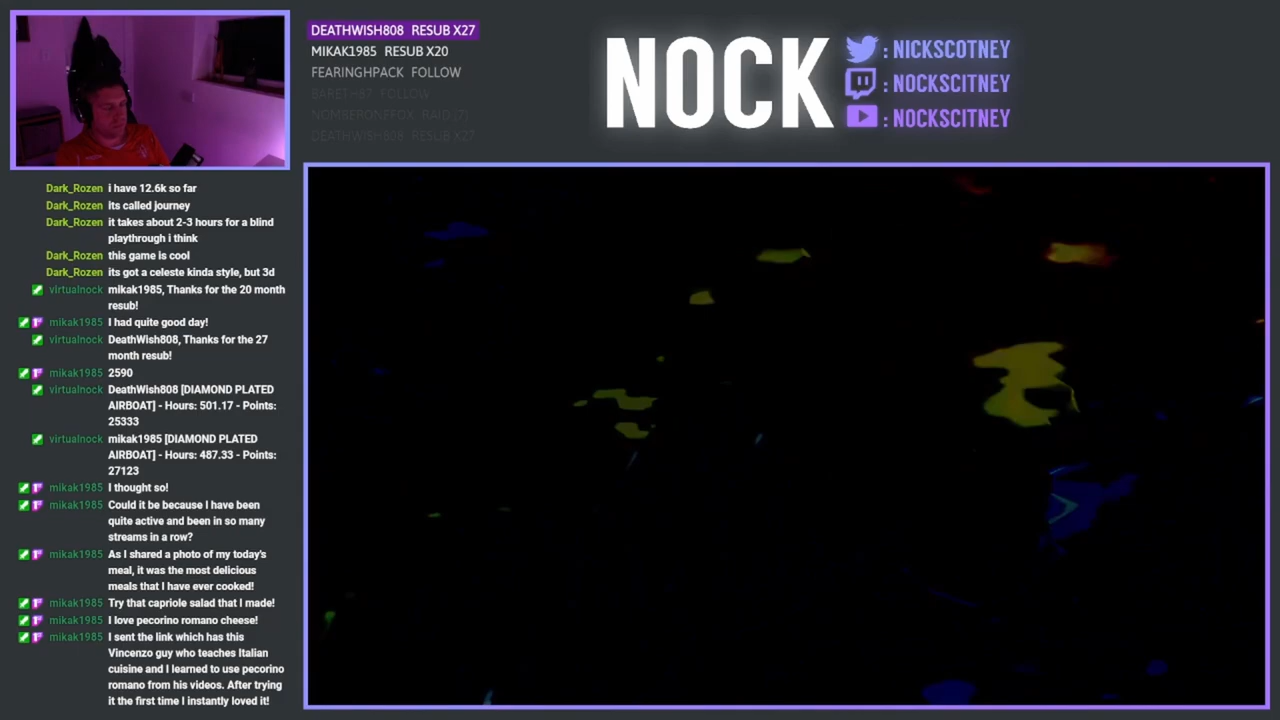 DEATHWISH808 RESUB X27
MIKAK1985 RESUB X20
FEARINGHPACK FOLLOW
BARETH87 FOLLOW
NOMBERONEFOX RAID (7)
DEATHWISH808 RESUB X27
NOCK
: NICKSCOTNEY
: NOCKSCITNEY
: NOCKSCITNEY
Dark_Rozen i have 12.6k so far
Dark_Rozen its called journey
Dark_Rozen it takes about 2-3 hours for a blind
playthrough i think
Dark_Rozen this game is cool
Dark_Rozen its got a celeste kinda style, but 3d
virtualnock mikak1985, Thanks for the 20 month
resub!
mikak1985 I had quite good day!
virtualnock DeathWish808, Thanks for the 27
month resub!
mikak1985 2590
virtualnock DeathWish808 [DIAMOND PLATED
AIRBOAT] - Hours: 501.17 - Points:
25333
virtualnock mikak1985 [DIAMOND PLATED
AIRBOAT] - Hours: 487.33 - Points:
27123
mikak1985 I thought so!
mikak1985 Could it be because I have been
quite active and been in so many
streams in a row?
mikak1985 As I shared a photo of my today's
meal, it was the most delicious
meals that I have ever cooked!
mikak1985 Try that capriole salad that I made!
mikak1985 I love pecorino romano cheese!
mikak1985 I sent the link which has this
Vincenzo guy who teaches Italian
cuisine and I learned to use pecorino
romano from his videos. After trying
it the first time I instantly loved it!